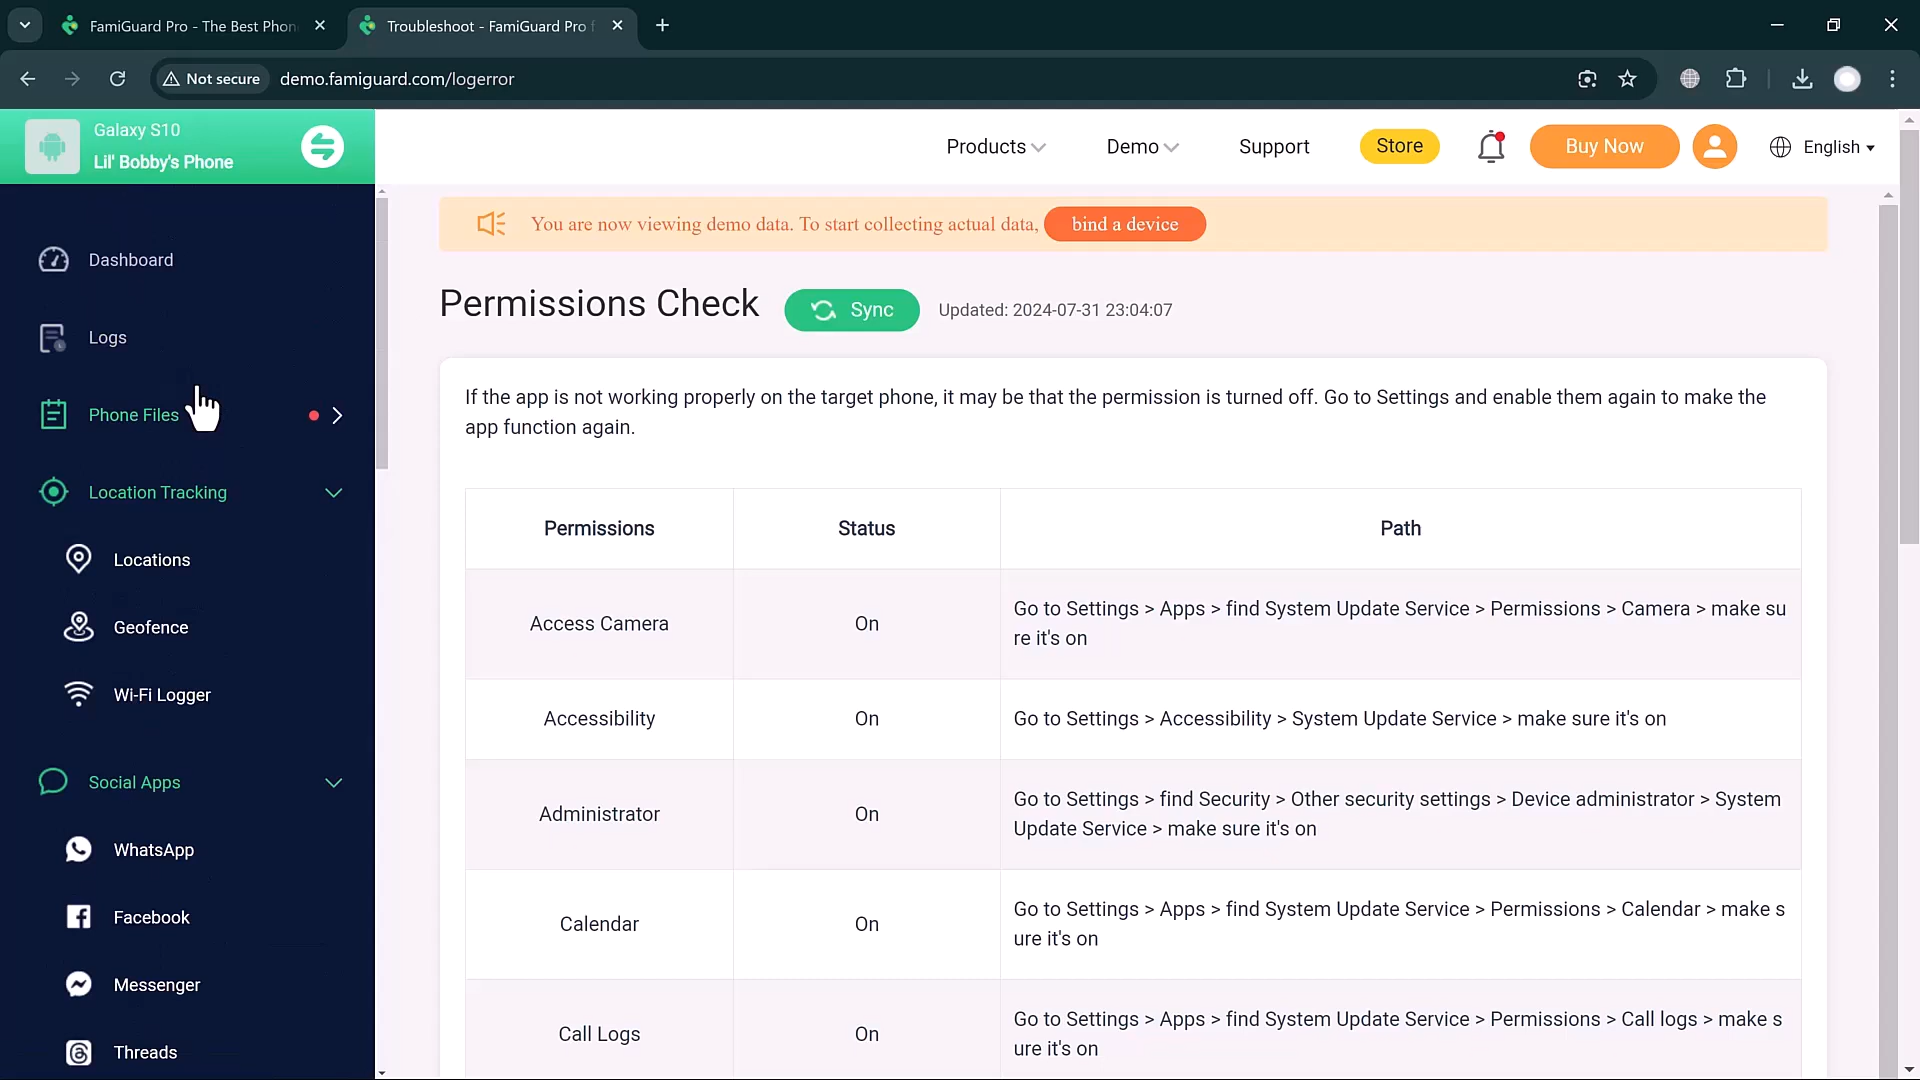 FamiGuard Pro - The Best Phon
Troubleshoot - FamiGuard Pro f
Not secure
demo.famiguard.com/logerror
Galaxy S10
Lil' Bobby's Phone
Products
Demo
Support
Store
Buy Now
English
Dashboard
Logs
Phone Files
Location Tracking
Locations
Geofence
Wi-Fi Logger
Social Apps
WhatsApp
Facebook
Messenger
Threads
You are now viewing demo data. To start collecting actual data,
bind a device
Permissions Check
Sync
Updated: 2024-07-31 23:04:07
If the app is not working properly on the target phone, it may be that the permission is turned off. Go to Settings and enable them again to make the
app function again.
Permissions
Status
Path
Access Camera
On
Go to Settings > Apps > find System Update Service > Permissions > Camera > make su
re it's on
Accessibility
On
Go to Settings > Accessibility > System Update Service > make sure it's on
Administrator
On
Go to Settings > find Security > Other security settings > Device administrator > System
Update Service > make sure it's on
Calendar
On
Go to Settings > Apps > find System Update Service > Permissions > Calendar > make s
ure it's on
Call Logs
On
Go to Settings > Apps > find System Update Service > Permissions > Call logs > make s
ure it's on